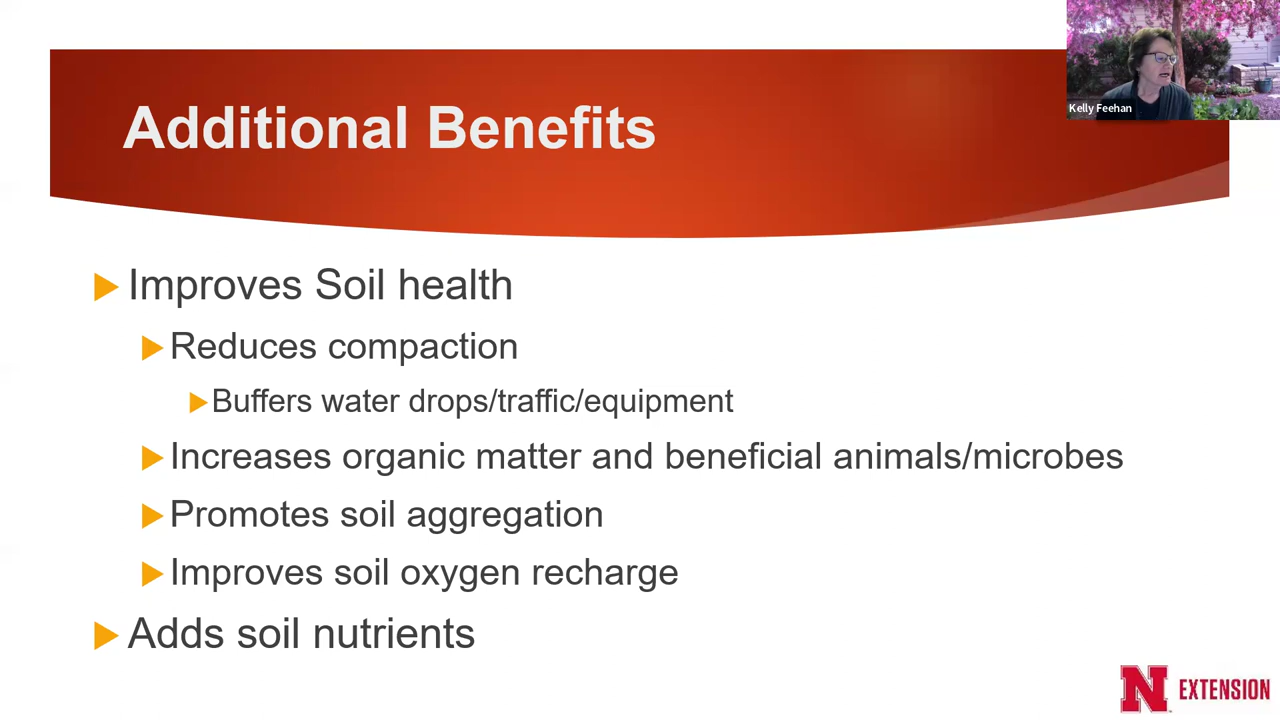 Kelly Feehan
Additional Benefits
Improves Soil health
Reduces compaction
Buffers water drops/traffic/equipment
Increases organic matter and beneficial animals/microbes
Promotes soil aggregation
Improves soil oxygen recharge
Adds soil nutrients
N EXTENSION